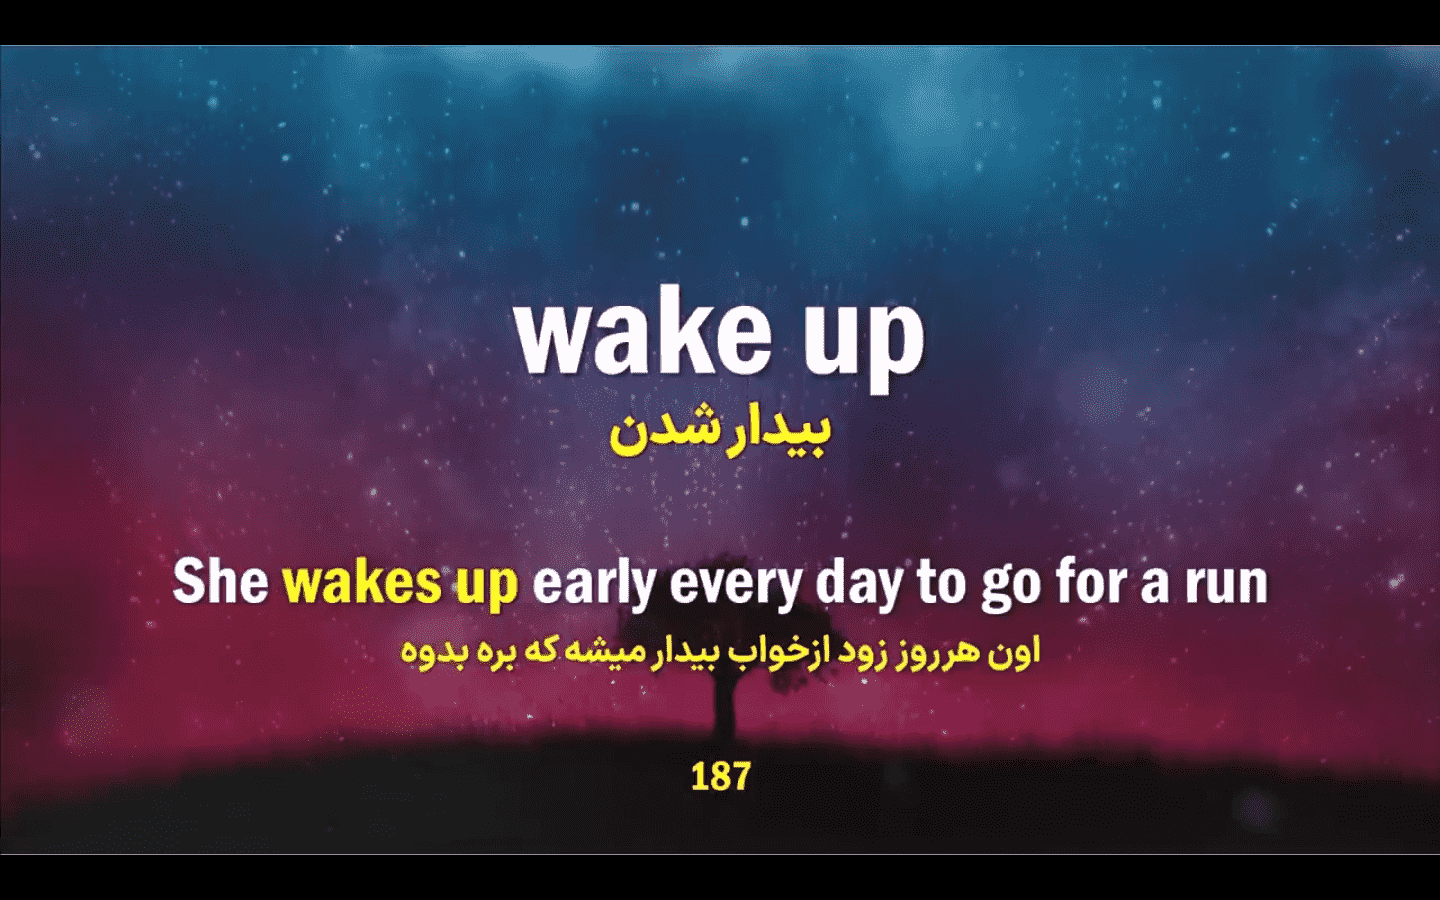 wake up
بیدار شدن
She wakes up early every day to go for a run
اون هرروز زود ازخواب بیدار میشه که بره بدوه
187